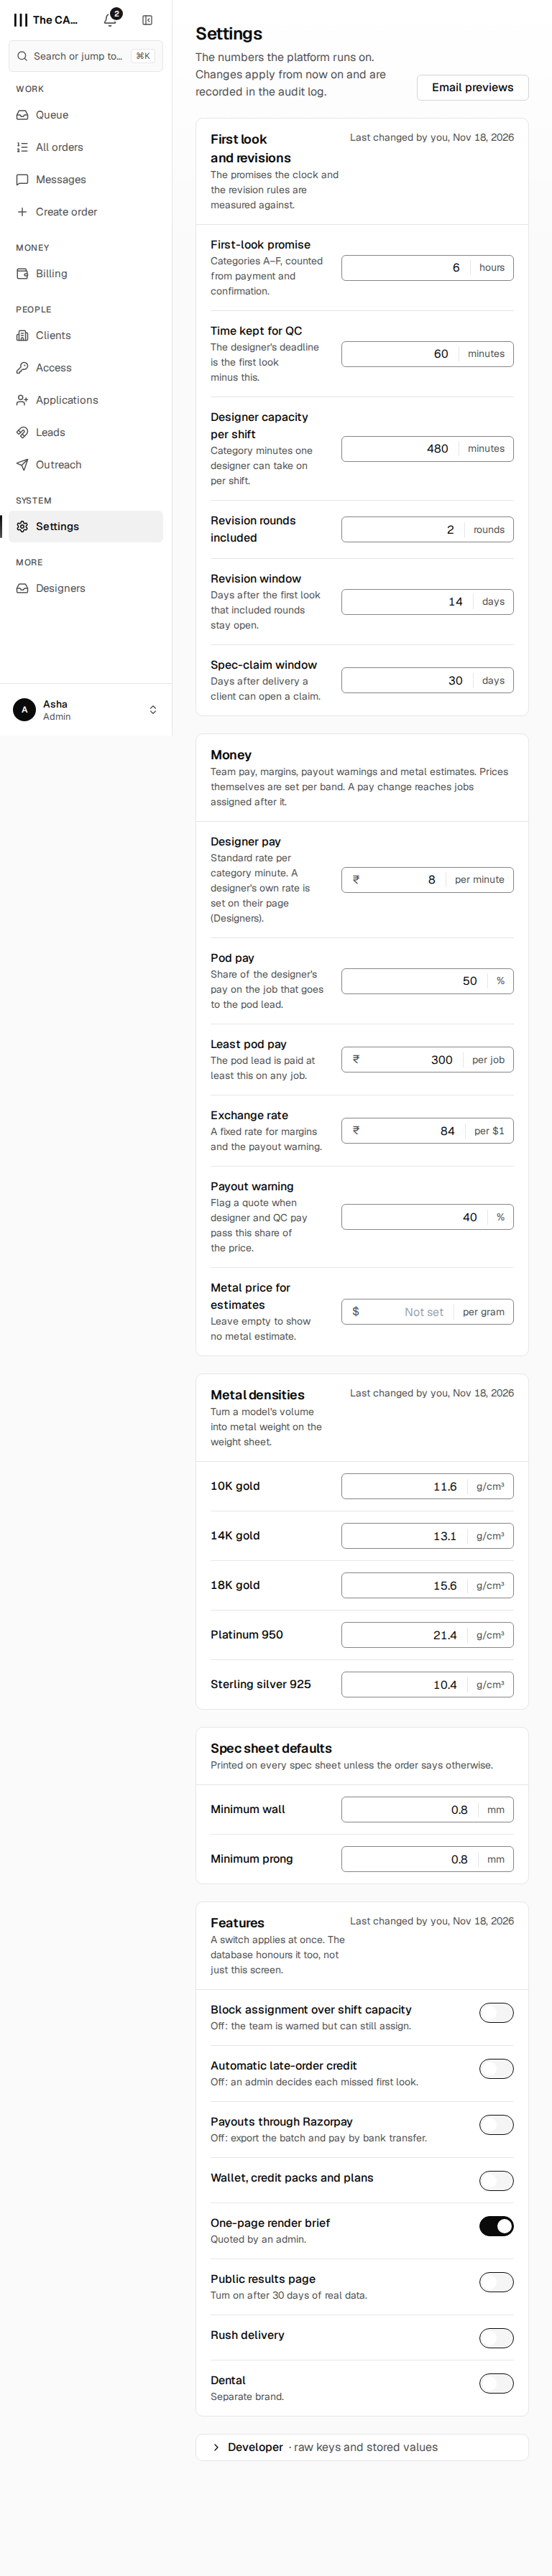 The CA...
2
Search or jump to... ⌘K
WORK
Queue
All orders
Messages
Create order
MONEY
Billing
PEOPLE
Clients
Access
Applications
Leads
Outreach
SYSTEM
Settings
MORE
Designers
A
Asha
Admin
Settings
The numbers the platform runs on.
Changes apply from now on and are
recorded in the audit log.
Email previews
First look
and revisions
Last changed by you, Nov 18, 2026
The promises the clock and
the revision rules are
measured against.
First-look promise
Categories A–F, counted
from payment and
confirmation.
6 hours
Time kept for QC
The designer's deadline
is the first look
minus this.
60 minutes
Designer capacity
per shift
Category minutes one
designer can take on
per shift.
480 minutes
Revision rounds
included
2 rounds
Revision window
Days after the first look
that included rounds
stay open.
14 days
Spec-claim window
Days after delivery a
client can open a claim.
30 days
Money
Team pay, margins, payout warnings and metal estimates. Prices
themselves are set per band. A pay change reaches jobs
assigned after it.
Designer pay
Standard rate per
category minute. A
designer's own rate is
set on their page
(Designers).
₹ 8 per minute
Pod pay
Share of the designer's
pay on the job that goes
to the pod lead.
50 %
Least pod pay
The pod lead is paid at
least this on any job.
₹ 300 per job
Exchange rate
A fixed rate for margins
and the payout warning.
₹ 84 per $1
Payout warning
Flag a quote when
designer and QC pay
pass this share of
the price.
40 %
Metal price for
estimates
Leave empty to show
no metal estimate.
$ Not set per gram
Metal densities
Last changed by you, Nov 18, 2026
Turn a model's volume
into metal weight on the
weight sheet.
10K gold
11.6 g/cm³
14K gold
13.1 g/cm³
18K gold
15.6 g/cm³
Platinum 950
21.4 g/cm³
Sterling silver 925
10.4 g/cm³
Spec sheet defaults
Printed on every spec sheet unless the order says otherwise.
Minimum wall
0.8 mm
Minimum prong
0.8 mm
Features
Last changed by you, Nov 18, 2026
A switch applies at once. The
database honours it too, not
just this screen.
Block assignment over shift capacity
Off: the team is warned but can still assign.
Automatic late-order credit
Off: an admin decides each missed first look.
Payouts through Razorpay
Off: export the batch and pay by bank transfer.
Wallet, credit packs and plans
One-page render brief
Quoted by an admin.
Public results page
Turn on after 30 days of real data.
Rush delivery
Dental
Separate brand.
Developer · raw keys and stored values